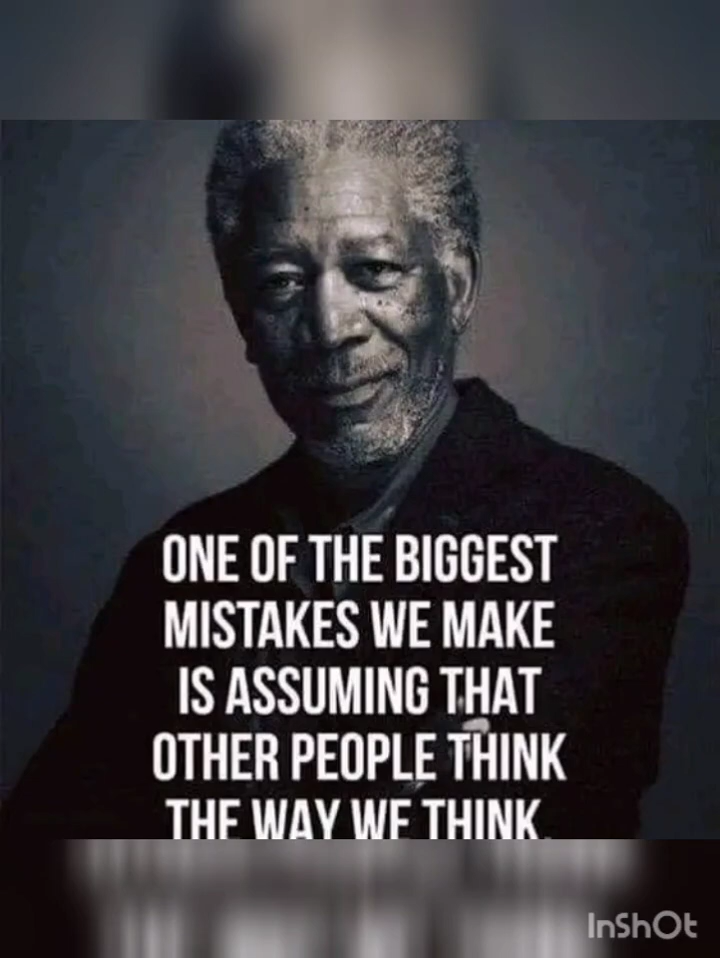 ONE OF THE BIGGEST
MISTAKES WE MAKE
IS ASSUMING THAT
OTHER PEOPLE THINK
THE WAY WE THINK.
InShOt